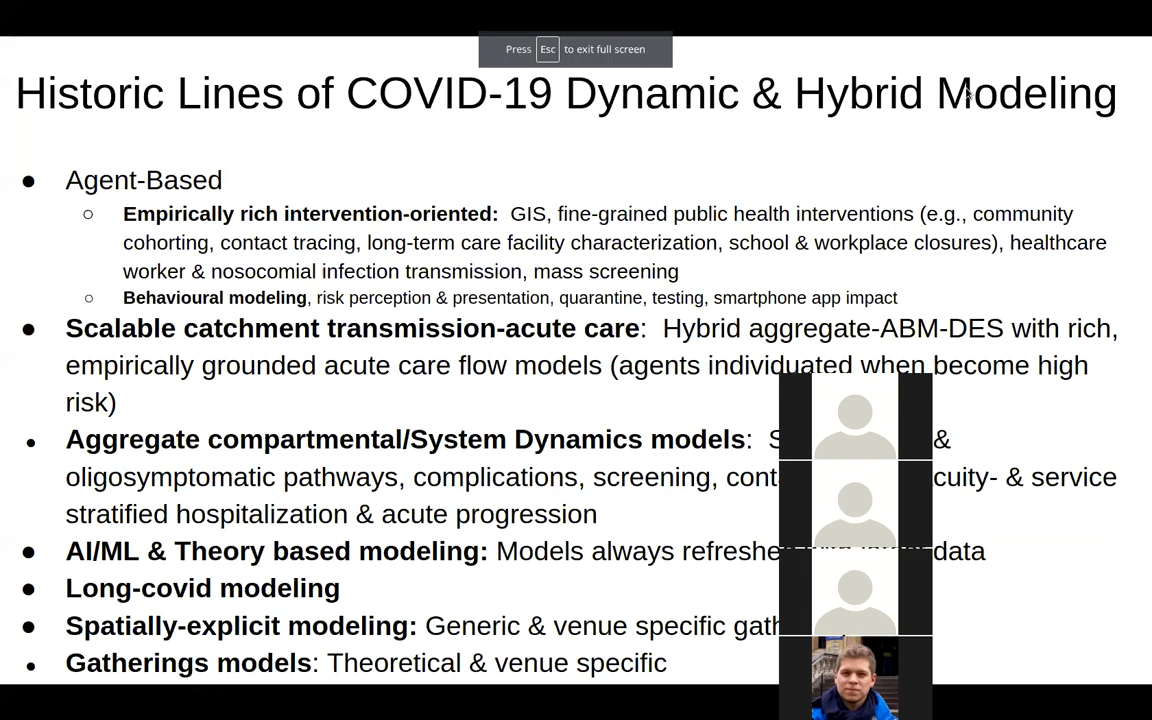 Press Esc to exit full screen
Historic Lines of COVID-19 Dynamic & Hybrid Modeling
● Agent-Based
○ Empirically rich intervention-oriented: GIS, fine-grained public health interventions (e.g., community
cohorting, contact tracing, long-term care facility characterization, school & workplace closures), healthcare
worker & nosocomial infection transmission, mass screening
○ Behavioural modeling, risk perception & presentation, quarantine, testing, smartphone app impact
● Scalable catchment transmission-acute care: Hybrid aggregate-ABM-DES with rich,
empirically grounded acute care flow models (agents individuated when become high
risk)
● Aggregate compartmental/System Dynamics models: &
oligosymptomatic pathways, complications, screening, & service
stratified hospitalization & acute progression
● AI/ML & Theory based modeling: Models always data
● Long-covid modeling
● Spatially-explicit modeling: Generic & venue specific
● Gatherings models: Theoretical & venue specific